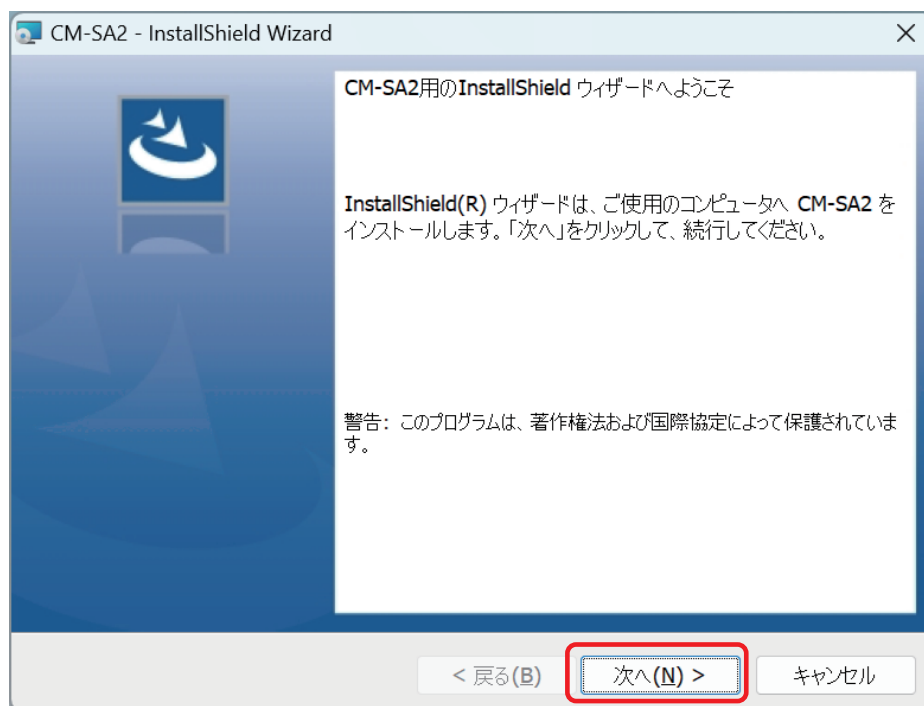 CM-SA2 - InstallShield Wizard
CM-SA2用のInstallShield ウィザードへようこそ
InstallShield(R) ウィザードは、ご使用のコンピュータへ CM-SA2 を
インストールします。「次へ」をクリックして、続行してください。
警告: このプログラムは、著作権法および国際協定によって保護されていま
す。
< 戻る(B) 次へ(N) > キャンセル